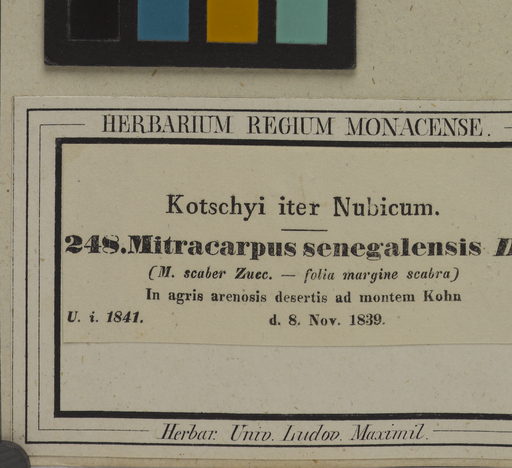 HERBARIUM REGIUM MONACENSE.
Kotschyi iter Nubicum.
248. Mitracarpus senegalensis
(M. scaber Zucc. — folia margine scabra)
In agris arenosis desertis ad montem Kohn
U. i. 1841. d. 8. Nov. 1839.
Herbar. Univ. Ludov. Maximil.